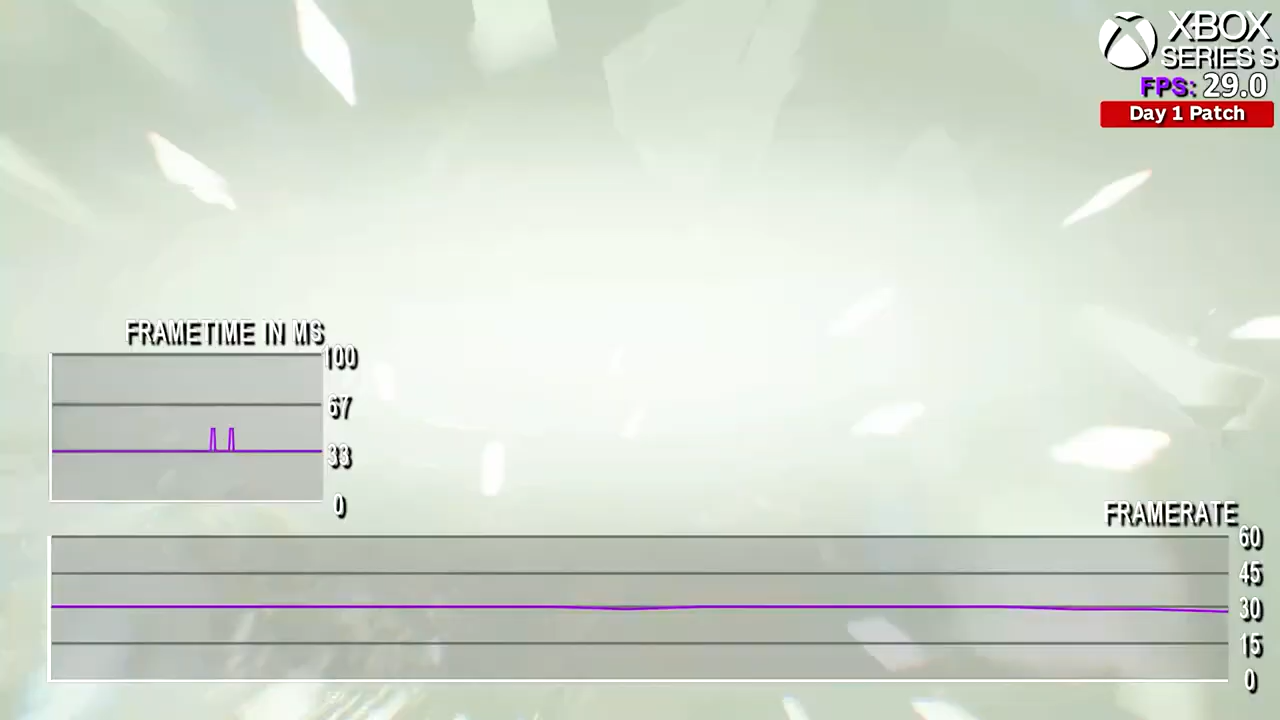 XBOX
SERIES S
FPS: 29.0
Day 1 Patch
FRAMETIME IN MS
100
67
33
0
FRAMERATE
60
45
30
15
0